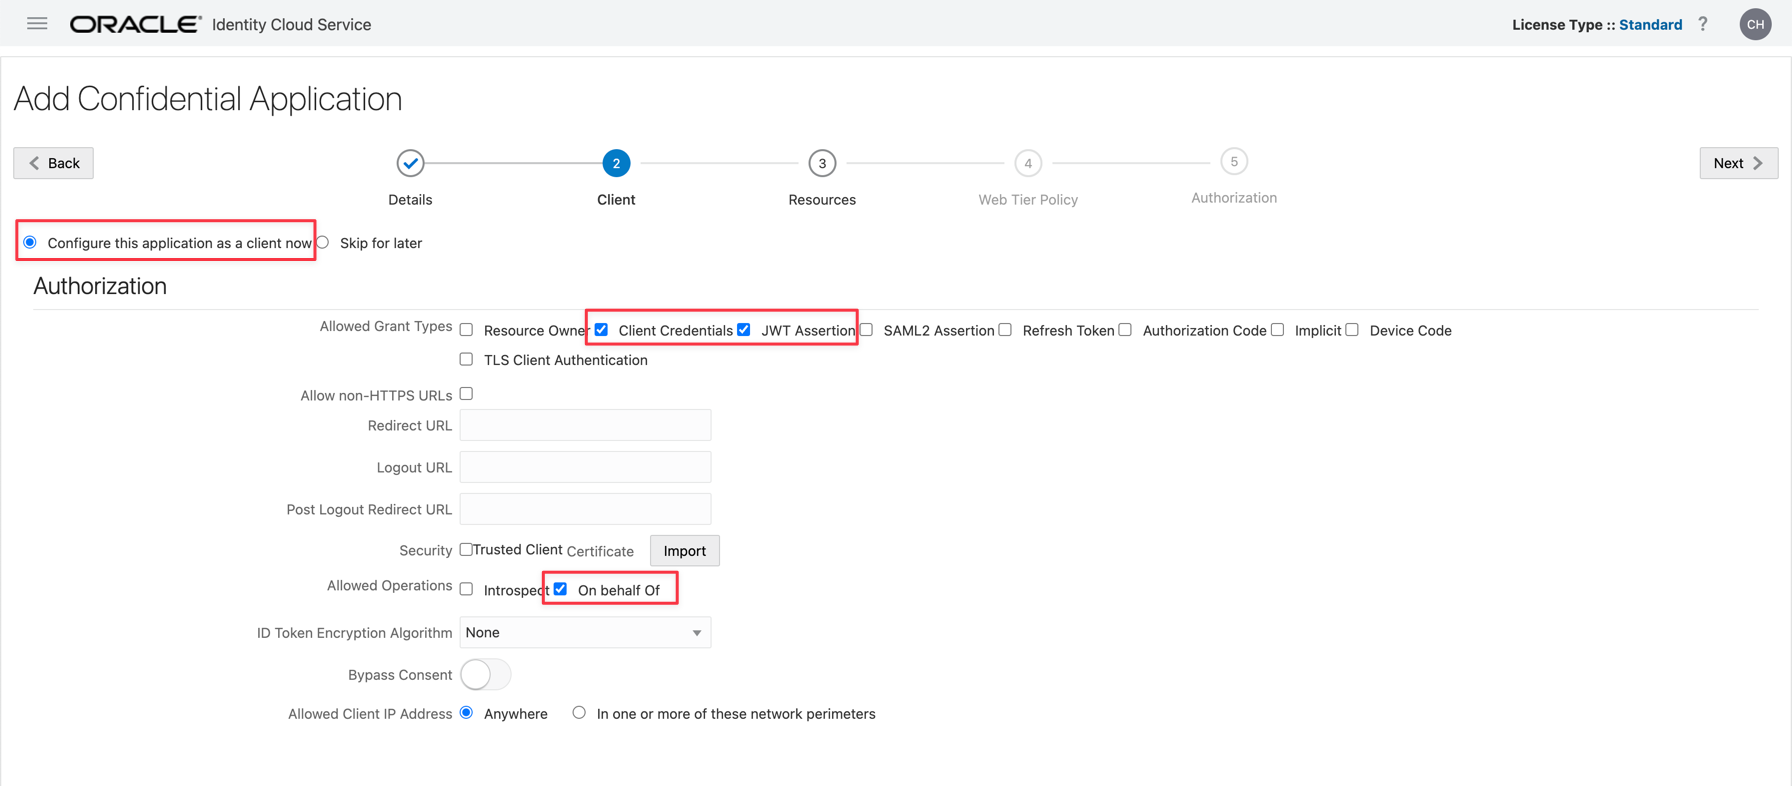 ORACLE® Identity Cloud Service
License Type :: Standard ? CH
Add Confidential Application
Back
2 3 4 5
Next
Details Client Resources Web Tier Policy Authorization
Configure this application as a client now Skip for later
Authorization
Allowed Grant Types Resource Owner Client Credentials JWT Assertion SAML2 Assertion Refresh Token Authorization Code Implicit Device Code
TLS Client Authentication
Allow non-HTTPS URLs
Redirect URL
Logout URL
Post Logout Redirect URL
Security Trusted Client Certificate Import
Allowed Operations Introspect On behalf Of
ID Token Encryption Algorithm None
Bypass Consent
Allowed Client IP Address Anywhere In one or more of these network perimeters